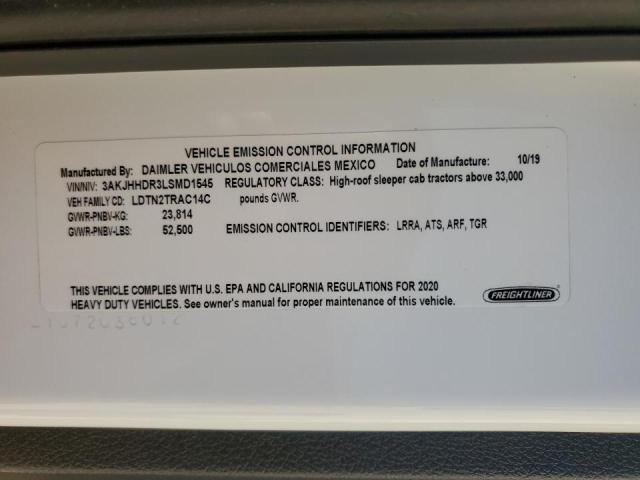 VEHICLE EMISSION CONTROL INFORMATION
Manufactured By: DAIMLER VEHICULOS COMERCIALES MEXICO Date of Manufacture: 10/19
VIN/NIV: 3AKJHHDR3LSMD1545 REGULATORY CLASS: High-roof sleeper cab tractors above 33,000
VEH FAMILY CD: LDTN2TRAC14C pounds GVWR.
GVWR-PNBV-KG: 23,814
GVWR-PNBV-LBS: 52,500 EMISSION CONTROL IDENTIFIERS: LRRA, ATS, ARF, TGR
THIS VEHICLE COMPLIES WITH U.S. EPA AND CALIFORNIA REGULATIONS FOR 2020
HEAVY DUTY VEHICLES. See owner's manual for proper maintenance of this vehicle.
FREIGHTLINER